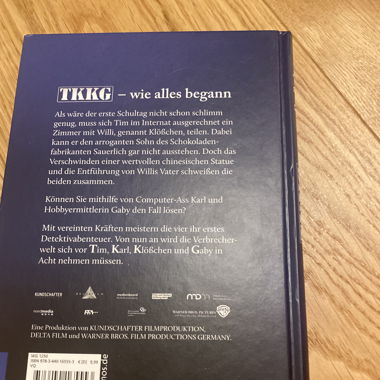 TKKG – wie alles begann
Als wäre der erste Schultag nicht schon schlimm
genug, muss sich Tim im Internat ausgerechnet ein
Zimmer mit Willi, genannt Klößchen, teilen. Dabei
kann er den arroganten Sohn des Schokoladen-
fabrikanten Sauerlich gar nicht ausstehen. Doch das
Verschwinden einer wertvollen chinesischen Statue
und die Entführung von Willis Vater schweißen die
beiden zusammen.
Können Sie mithilfe von Computer-Ass Karl und
Hobbyermittlerin Gaby den Fall lösen?
Mit vereinten Kräften meistern die vier ihr erstes
Detektivabenteuer. Von nun an wird die Verbrecher-
welt sich vor Tim, Karl, Klößchen und Gaby in
Acht nehmen müssen.
KUNDSCHAFTER
WARNER BROS. PICTURES
nordmedia
FFA
Eine Produktion von KUNDSCHAFTER FILMPRODUKTION,
DELTA FILM und WARNER BROS. FILM PRODUCTIONS GERMANY.